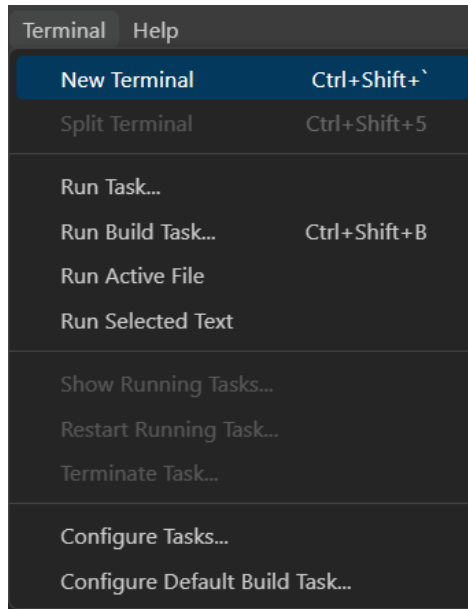 Terminal Help
New Terminal Ctrl+Shift+`
Split Terminal Ctrl+Shift+5
Run Task...
Run Build Task... Ctrl+Shift+B
Run Active File
Run Selected Text
Show Running Tasks...
Restart Running Task...
Terminate Task...
Configure Tasks...
Configure Default Build Task...